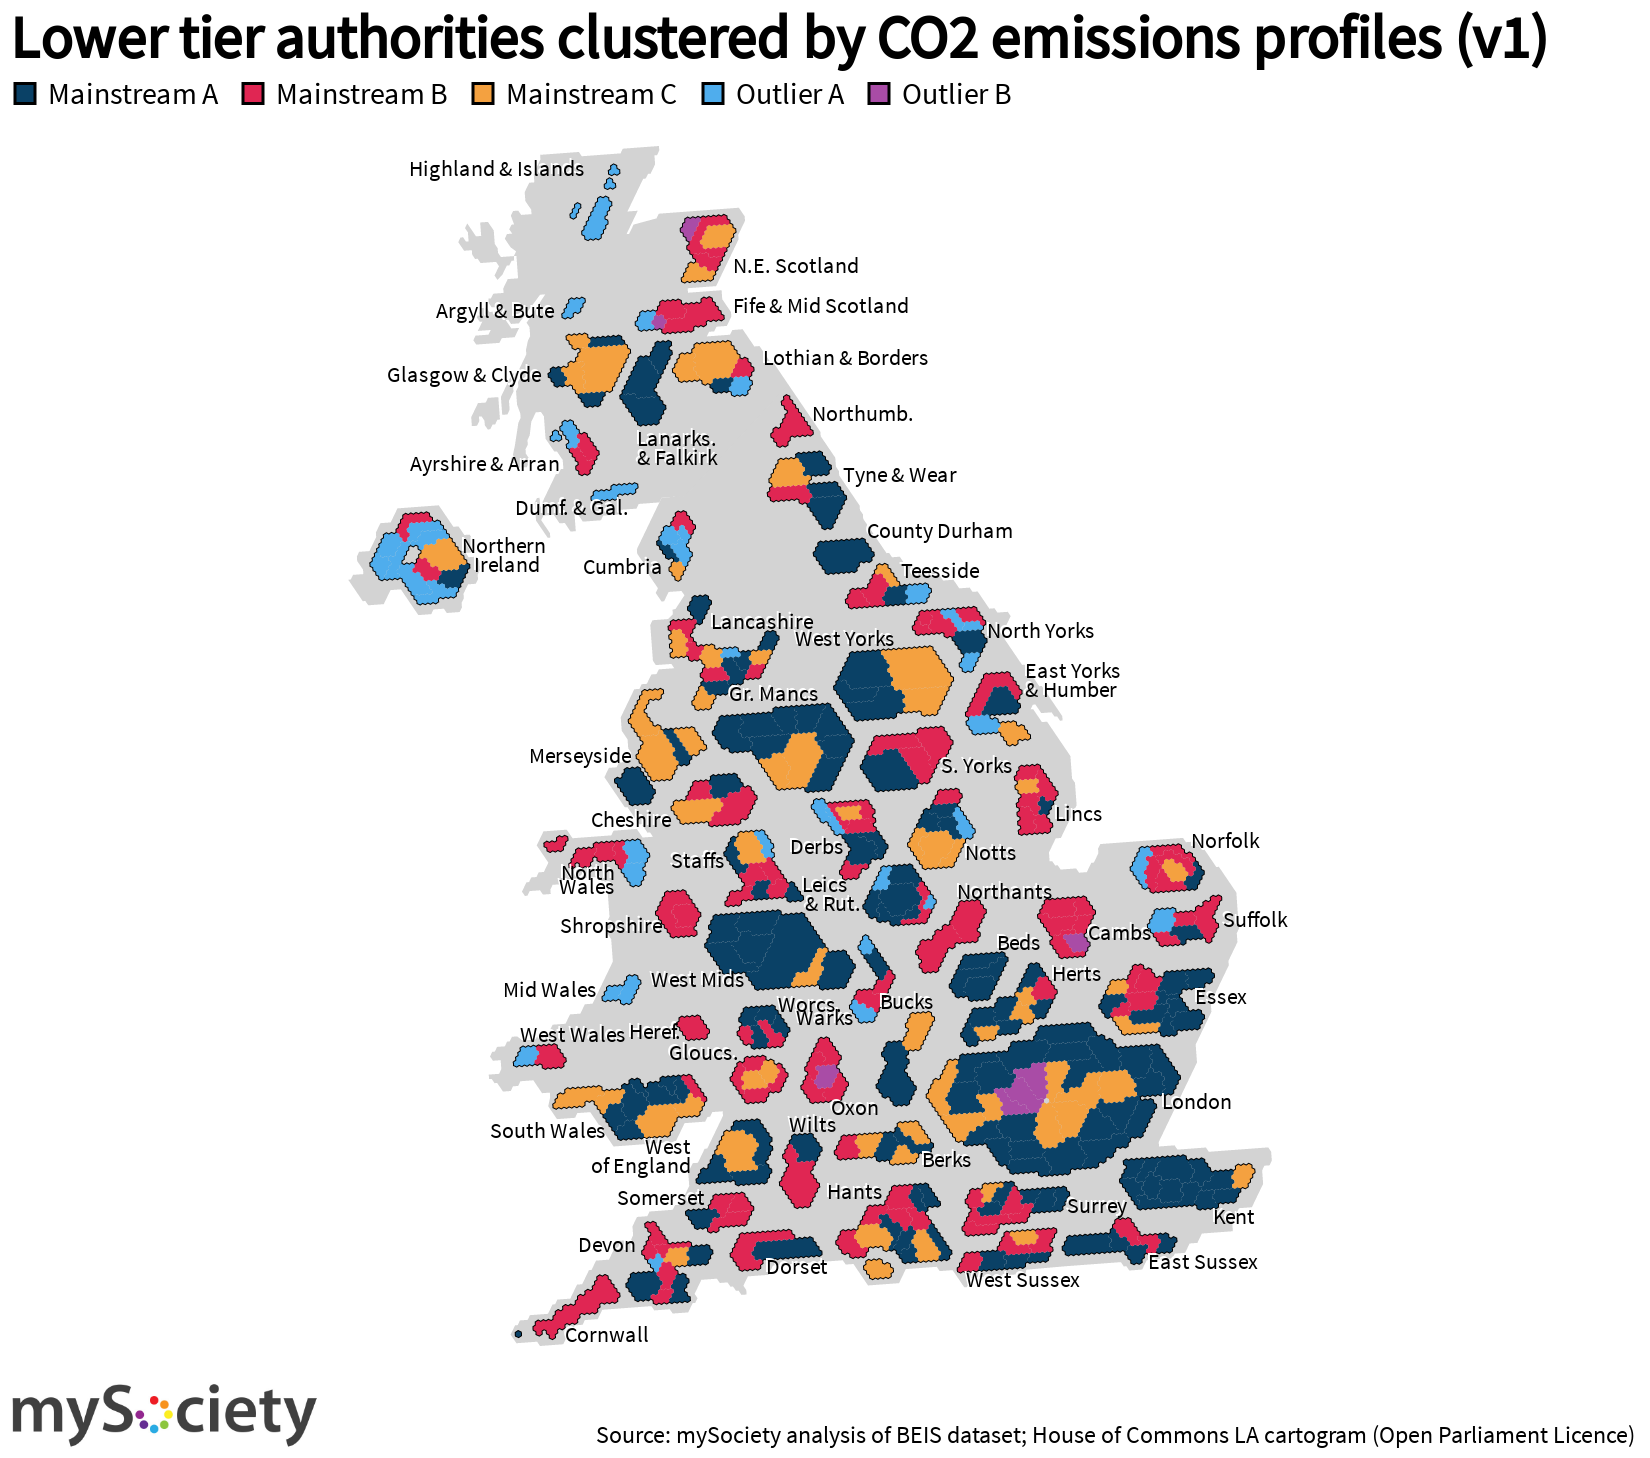 Lower tier authorities clustered by CO2 emissions profiles (v1)
Mainstream A Mainstream B Mainstream C Outlier A Outlier B
Highland & Islands
N.E. Scotland
Argyll & Bute
Fife & Mid Scotland
Glasgow & Clyde
Lothian & Borders
Northumb.
Lanarks.
& Falkirk
Ayrshire & Arran
Tyne & Wear
Dumf. & Gal.
County Durham
Northern
Ireland
Cumbria
Teesside
Lancashire
West Yorks
North Yorks
East Yorks
& Humber
Gr. Mancs
Merseyside
S. Yorks
Cheshire
Lincs
Derbs
Notts
Norfolk
Staffs
North
Wales
Leics
& Rut.
Northants
Shropshire
Cambs
Suffolk
Beds
West Mids
Herts
Mid Wales
Essex
Worcs.
Warks
Bucks
West Wales
Heref.
Gloucs.
Oxon
London
South Wales
Wilts
West
of England
Berks
Somerset
Hants
Surrey
Kent
Devon
Dorset
West Sussex
East Sussex
Cornwall
mySociety
Source: mySociety analysis of BEIS dataset; House of Commons LA cartogram (Open Parliament Licence)